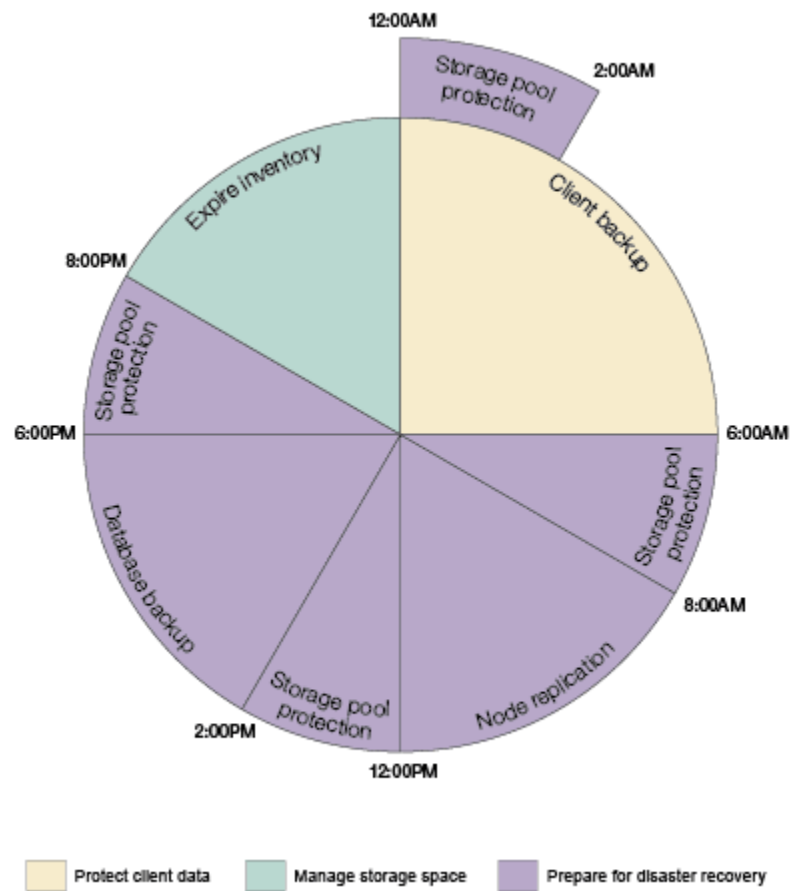 12:00AM
Storage pool
protection
2:00AM
Client backup
Expire inventory
8:00PM
Storage pool
protection
6:00PM
6:00AM
Storage pool
protection
8:00AM
Database backup
Node replication
Storage pool
protection
2:00PM
12:00PM
Protect client data
Manage storage space
Prepare for disaster recovery